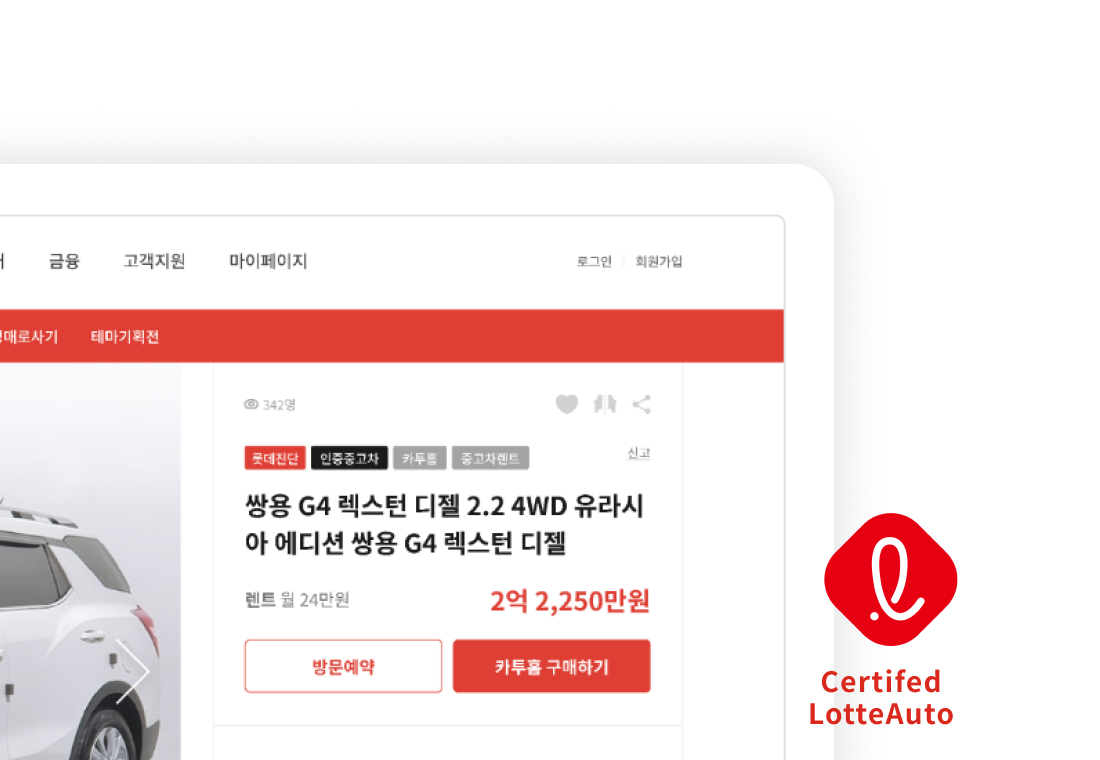 금융 고객지원 마이페이지 로그인 회원가입
매로사기 테마기획전
342명
롯데진단 인증중고차 카투홈 중고차렌트 신고
쌍용 G4 렉스턴 디젤 2.2 4WD 유라시
아 에디션 쌍용 G4 렉스턴 디젤
렌트 월 24만원 2억 2,250만원
방문예약 카투홈 구매하기
Certifed
LotteAuto